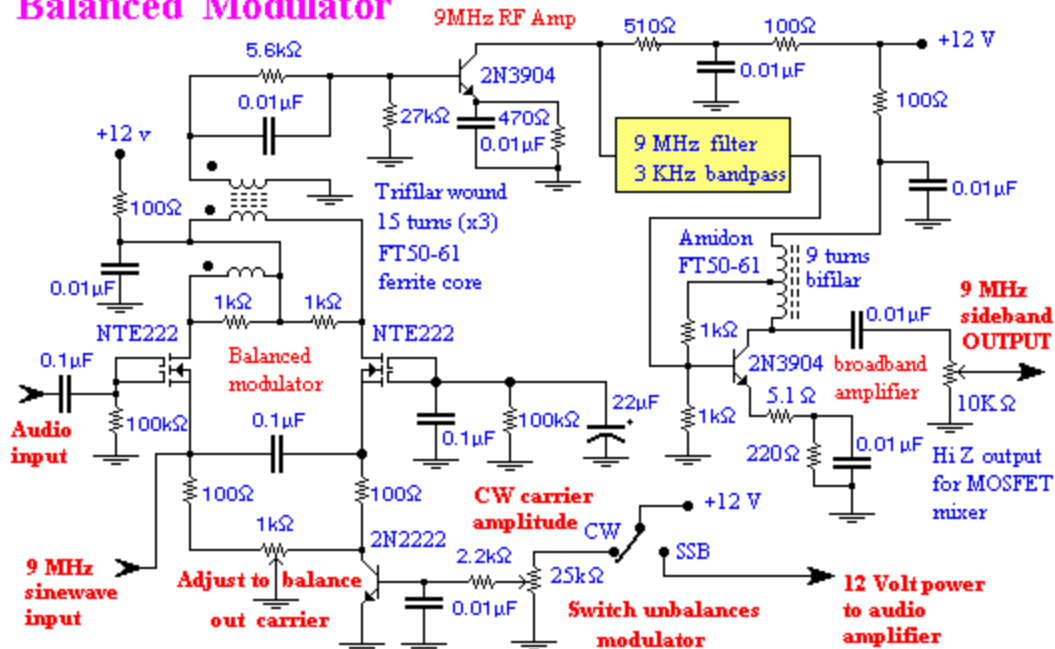 Balanced Modulator
9MHz RF Amp
510Ω
100Ω
+12 V
5.6kΩ
0.01µF
2N3904
0.01µF
100Ω
27kΩ
470Ω
0.01µF
+12 v
9 MHz filter
3 KHz bandpass
0.01µF
100Ω
Trifilar wound
15 turns (x3)
FT50-61
ferrite core
Amidon
FT50-61
9 turns
bifilar
0.01µF
1kΩ
1kΩ
NTE222
NTE222
0.01µF
9 MHz
sideband
OUTPUT
1kΩ
0.1µF
Balanced
modulator
2N3904
broadband
amplifier
5.1 Ω
10KΩ
100kΩ
0.1µF
0.1µF
100kΩ
22µF
+
1kΩ
Audio
input
220Ω
0.01µF
Hi Z output
for MOSFET
mixer
100Ω
100Ω
CW carrier
amplitude
+12 V
1kΩ
2N2222
CW
SSB
2.2kΩ
25kΩ
9 MHz
sinewave
input
Adjust to balance
out carrier
0.01µF
Switch unbalances
modulator
12 Volt power
to audio
amplifier